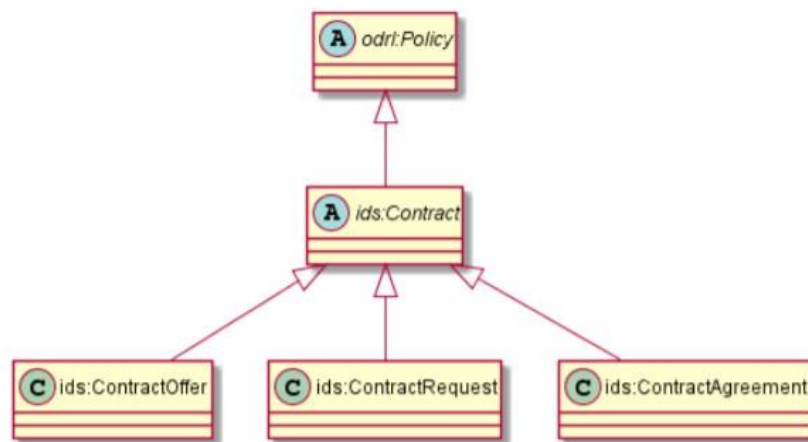 A odrl:Policy
A ids:Contract
C ids:ContractOffer
C ids:ContractRequest
C ids:ContractAgreement